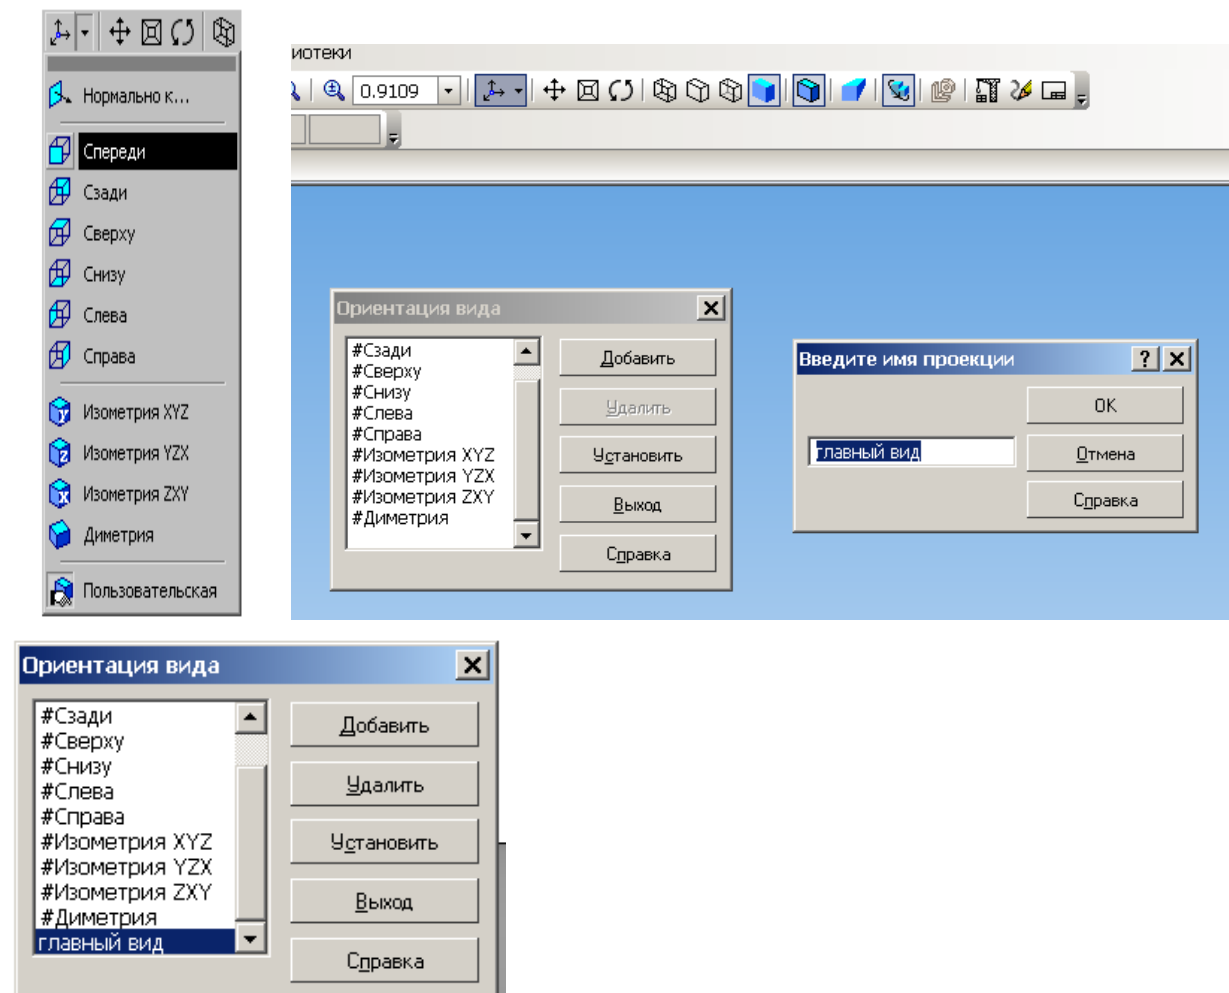 Нормально к...
Спереди
Сзади
Сверху
Снизу
Слева
Справа
Изометрия XYZ
Изометрия YZX
Изометрия ZXY
Диметрия
Пользовательская
иотеки
0.9109
Ориентация вида
#Сзади
#Сверху
#Снизу
#Слева
#Справа
#Изометрия XYZ
#Изометрия YZX
#Изометрия ZXY
#Диметрия
Добавить
Удалить
Установить
Выход
Справка
Введите имя проекции
главный вид
OK
Отмена
Справка
Ориентация вида
#Сзади
#Сверху
#Снизу
#Слева
#Справа
#Изометрия XYZ
#Изометрия YZX
#Изометрия ZXY
#Диметрия
главный вид
Добавить
Удалить
Установить
Выход
Справка